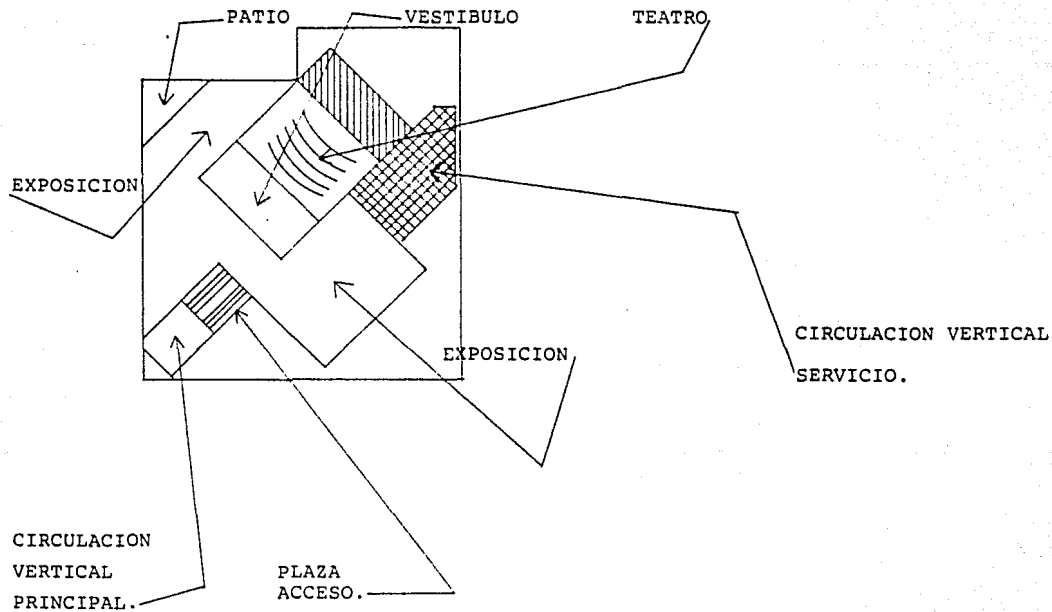 PATIO
VESTIBULO
TEATRO
EXPOSICION
EXPOSICION
CIRCULACION VERTICAL
SERVICIO.
CIRCULACION
VERTICAL
PRINCIPAL.
PLAZA
ACCESO.